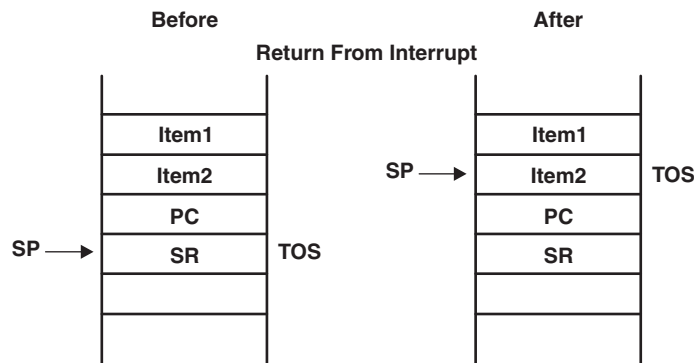 Before
After
Return From Interrupt
Item1
Item2
PC
SP
SR
TOS
Item1
SP
Item2
TOS
PC
SR